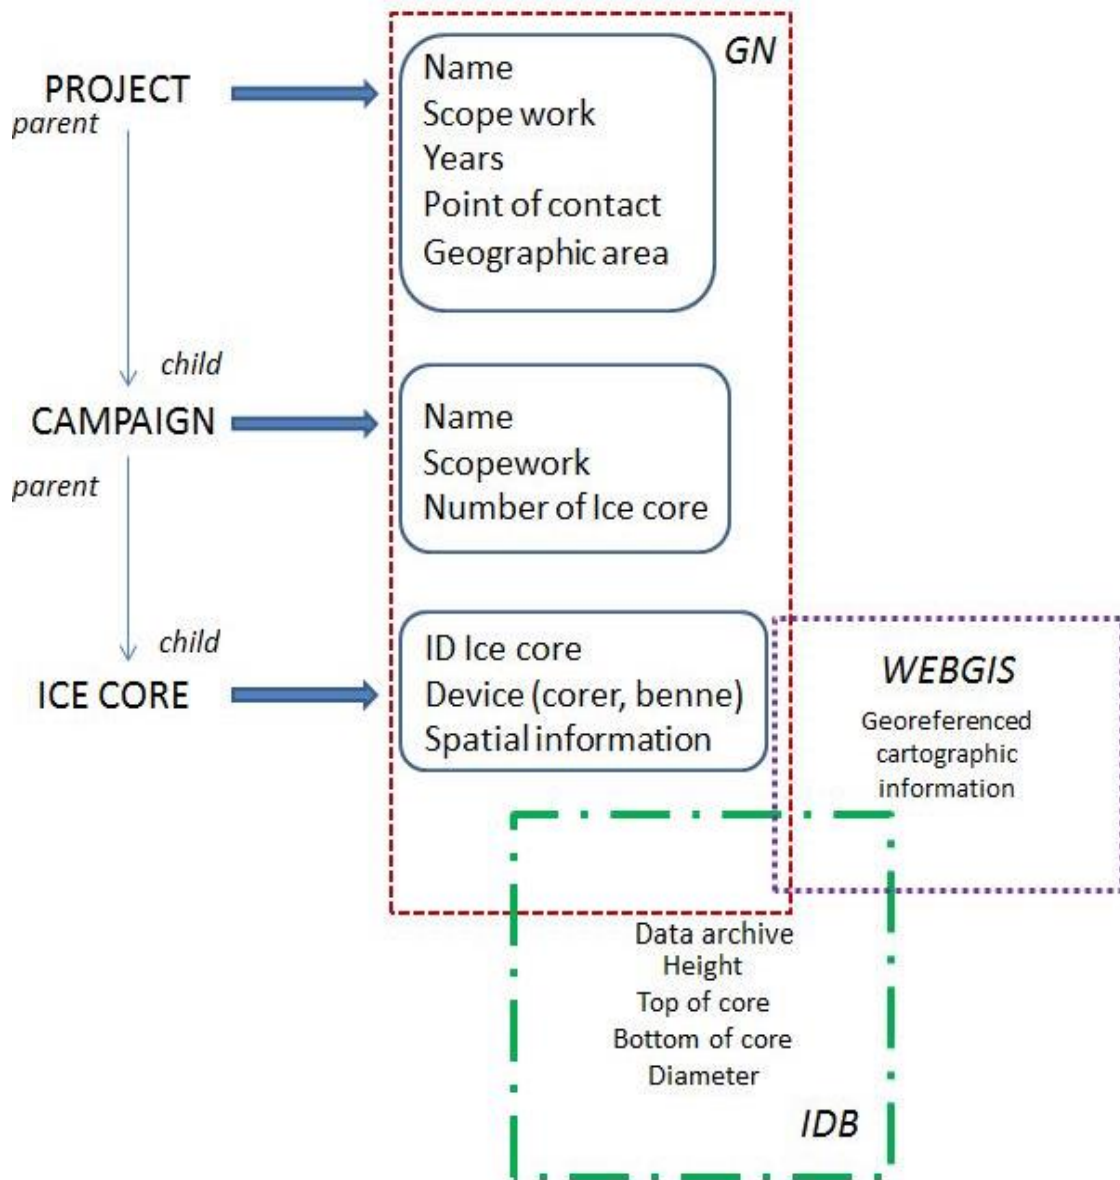 GN
PROJECT
parent
Name
Scope work
Years
Point of contact
Geographic area
child
CAMPAIGN
parent
Name
Scopework
Number of Ice core
child
ICE CORE
ID Ice core
Device (corer, benne)
Spatial information
WEBGIS
Georeferenced
cartographic
information
Data archive
Height
Top of core
Bottom of core
Diameter
IDB